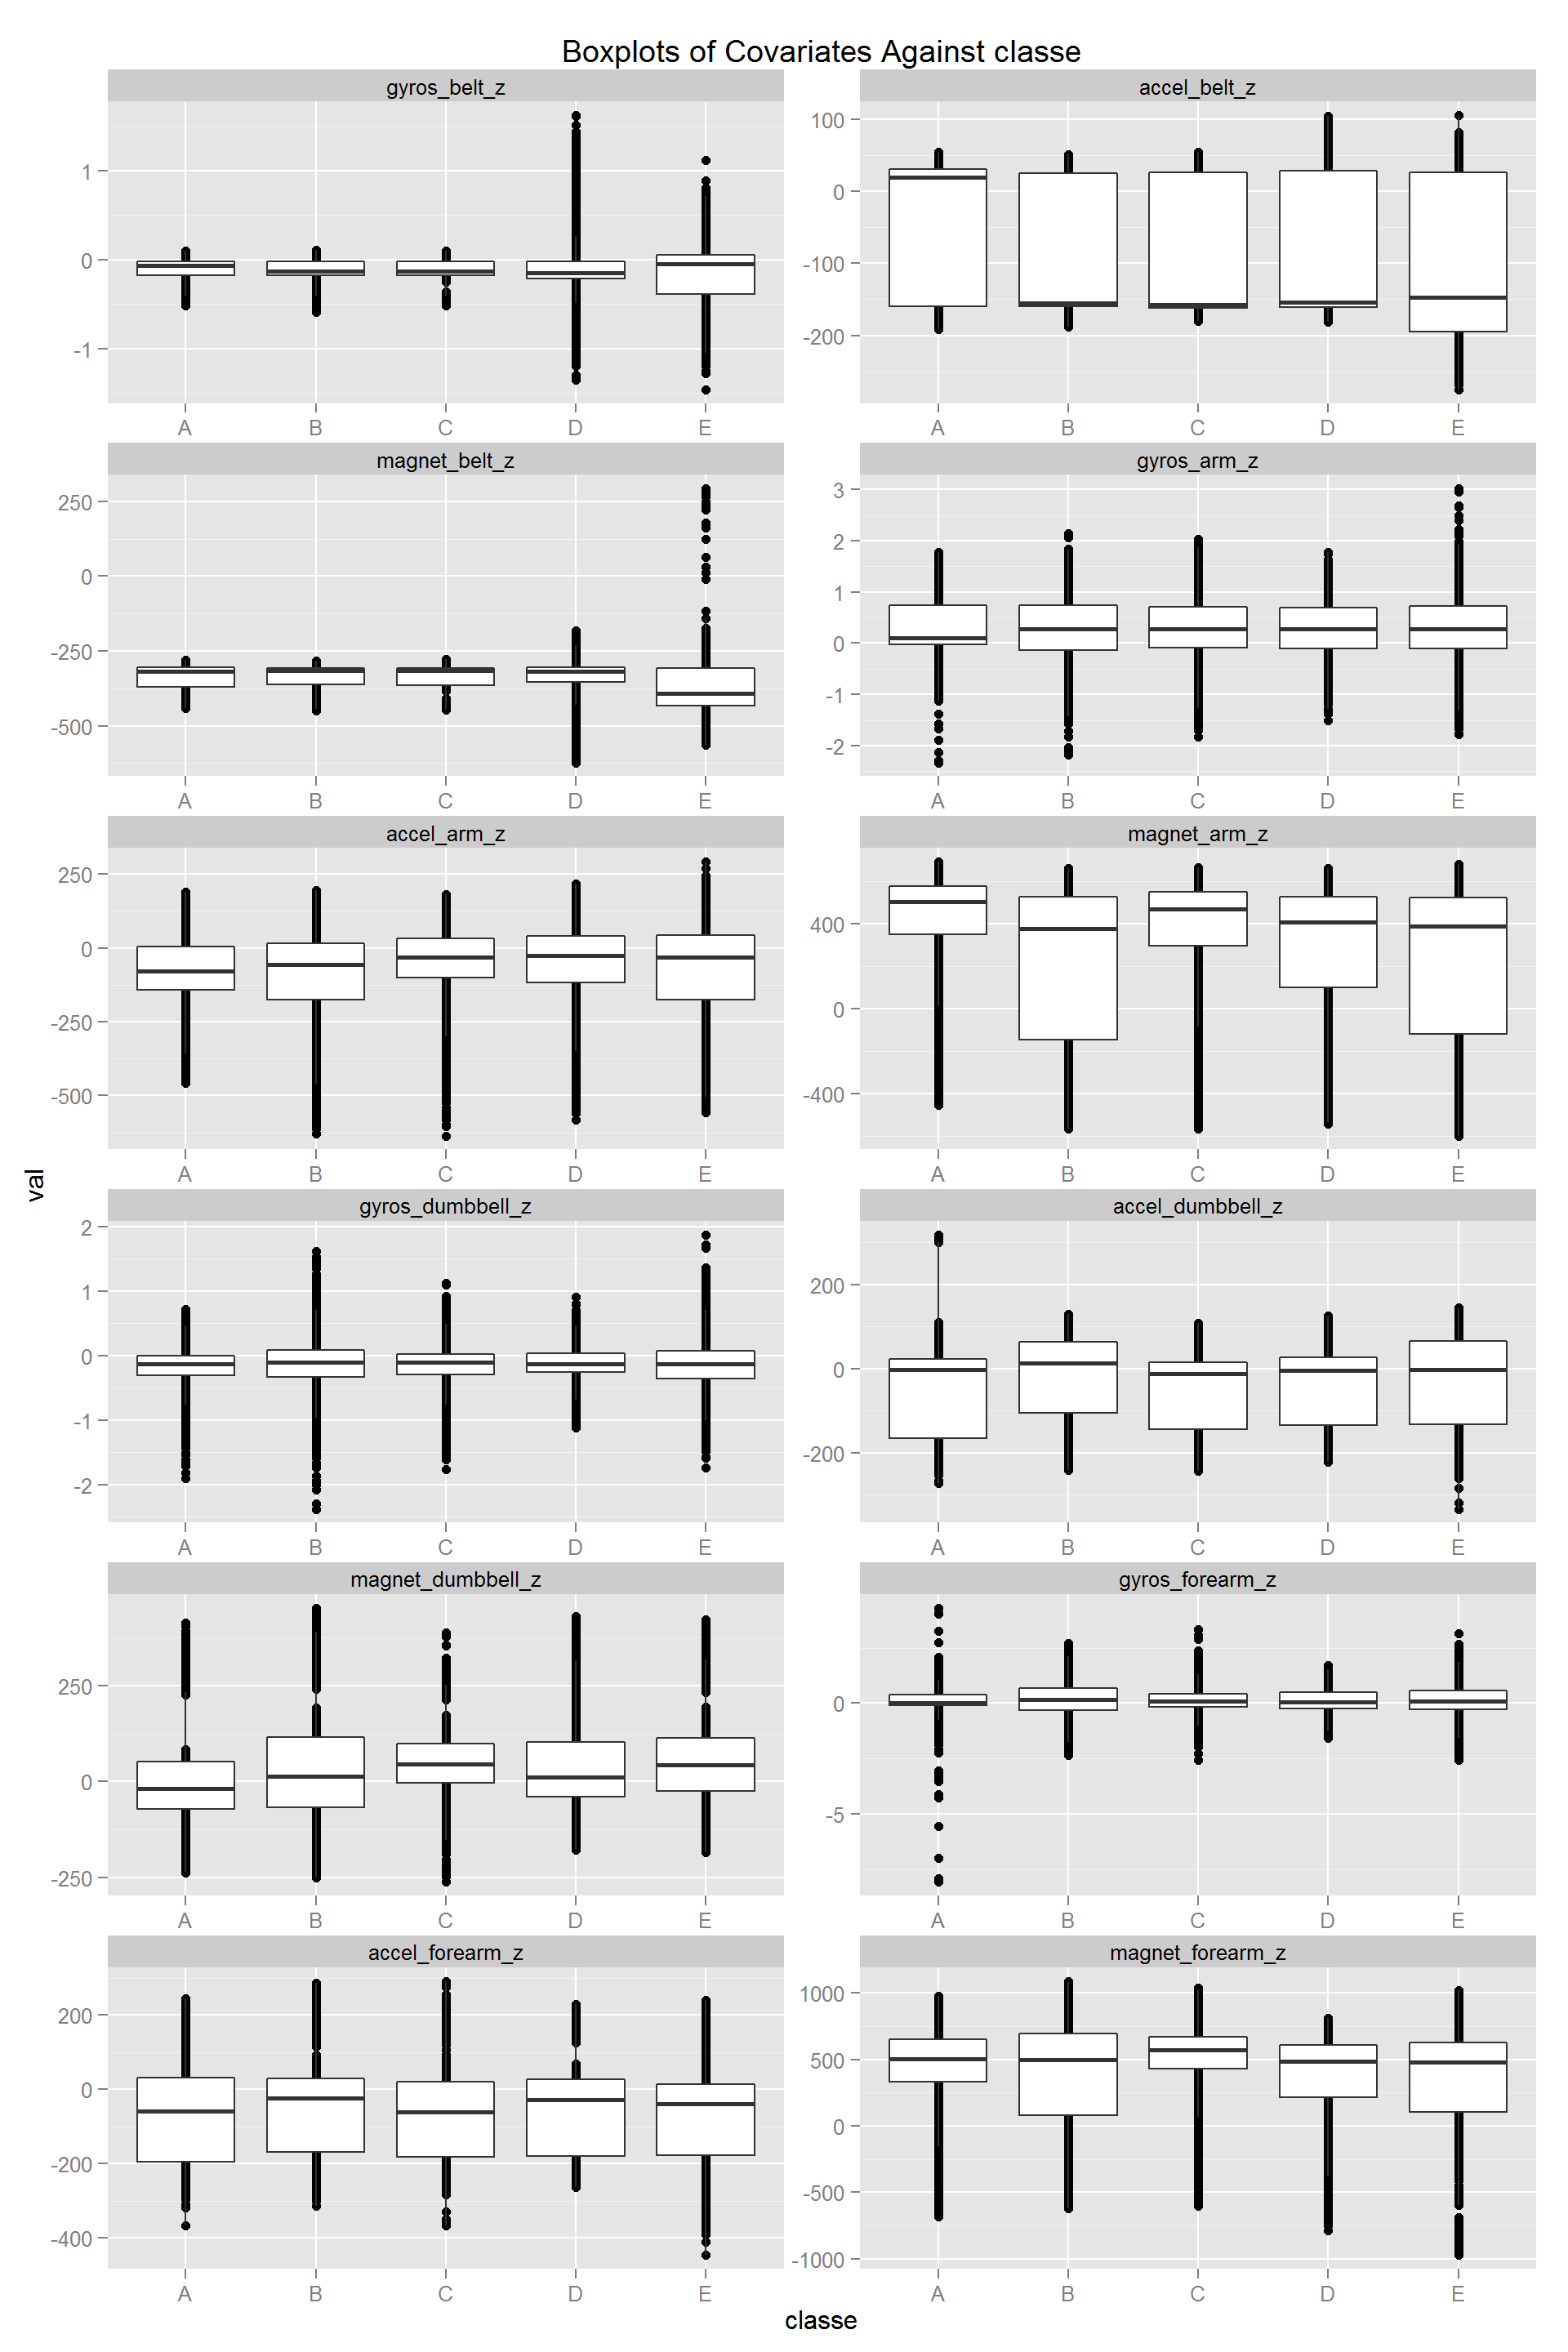 Boxplots of Covariates Against classe
gyros_belt_z
1
0
-1
A B C D E
accel_belt_z
100
0
-100
-200
A B C D E
magnet_belt_z
250
0
-250
-500
A B C D E
gyros_arm_z
3
2
1
0
-1
-2
A B C D E
accel_arm_z
250
0
-250
-500
A B C D E
magnet_arm_z
400
0
-400
A B C D E
val
gyros_dumbbell_z
2
1
0
-1
-2
A B C D E
accel_dumbbell_z
200
0
-200
A B C D E
magnet_dumbbell_z
250
0
-250
A B C D E
gyros_forearm_z
0
-5
A B C D E
accel_forearm_z
200
0
-200
-400
A B C D E
magnet_forearm_z
1000
500
0
-500
-1000
A B C D E
classe